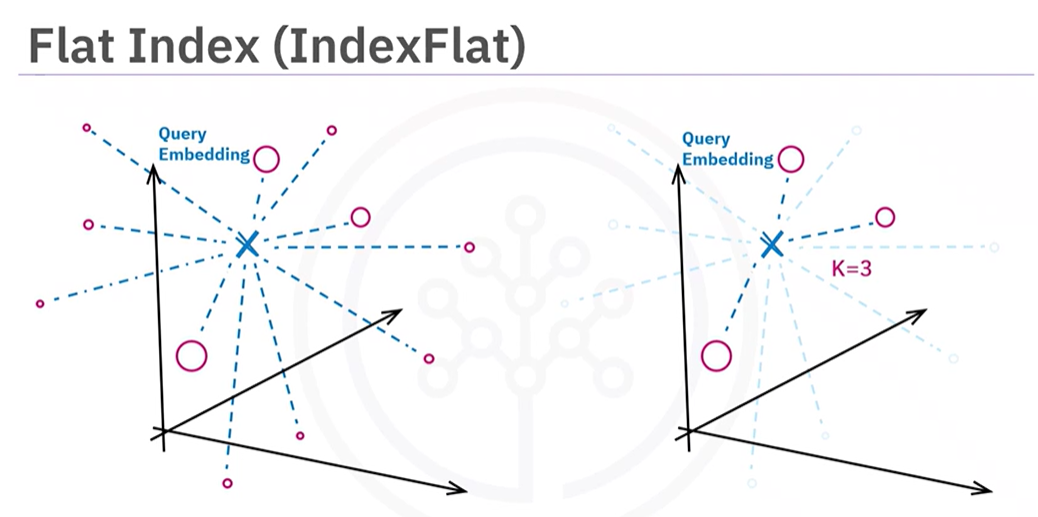 Flat Index (IndexFlat)
Query
Embedding
Query
Embedding
K=3